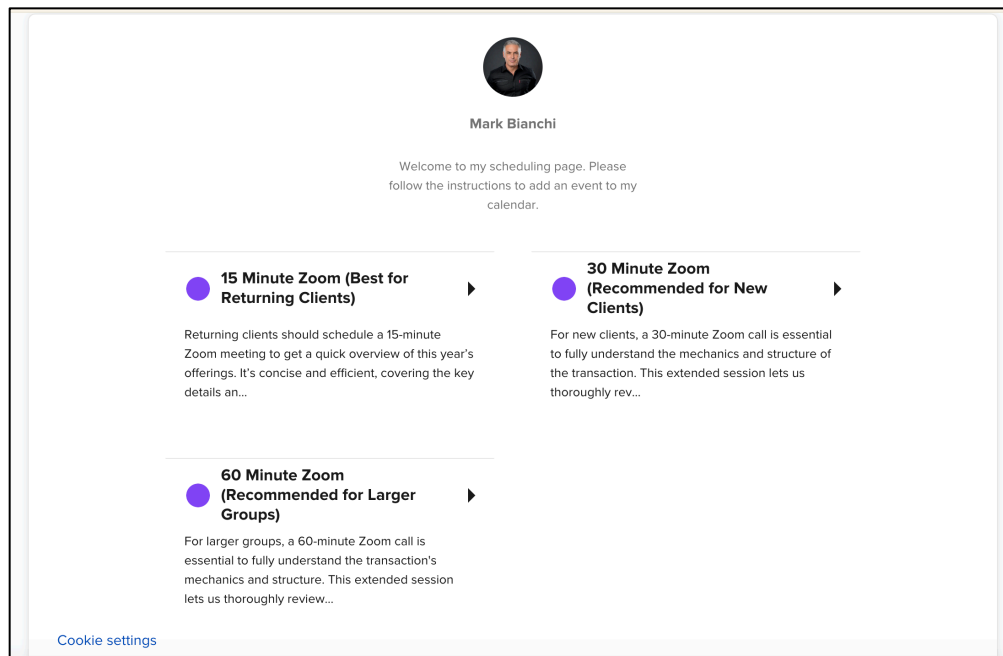 Mark Bianchi
Welcome to my scheduling page. Please
follow the instructions to add an event to my
calendar.
15 Minute Zoom (Best for
Returning Clients)
Returning clients should schedule a 15-minute
Zoom meeting to get a quick overview of this year’s
offerings. It’s concise and efficient, covering the key
details an...
30 Minute Zoom
(Recommended for New
Clients)
For new clients, a 30-minute Zoom call is essential
to fully understand the mechanics and structure of
the transaction. This extended session lets us
thoroughly rev...
60 Minute Zoom
(Recommended for Larger
Groups)
For larger groups, a 60-minute Zoom call is
essential to fully understand the transaction's
mechanics and structure. This extended session
lets us thoroughly review...
Cookie settings